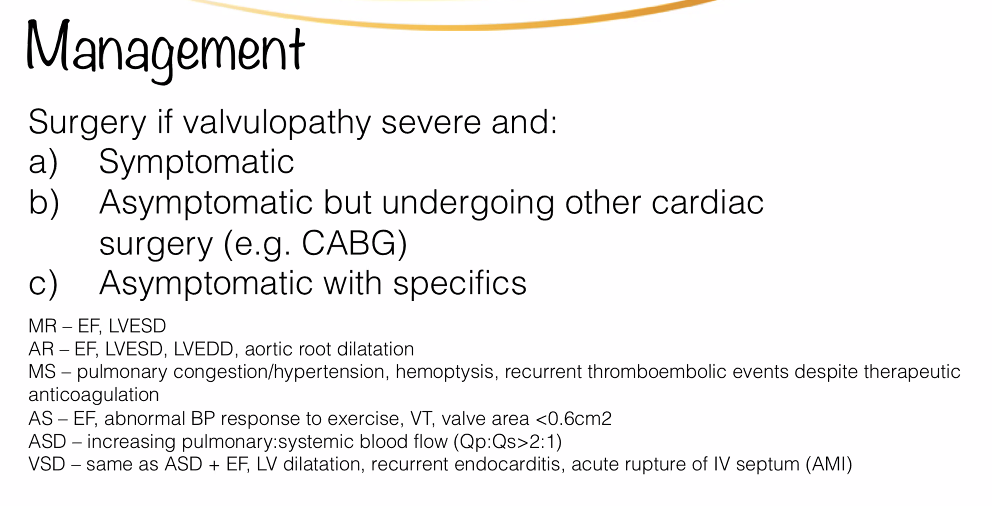 Management
Surgery if valvulopathy severe and:
a) Symptomatic
b) Asymptomatic but undergoing other cardiac
surgery (e.g. CABG)
c) Asymptomatic with specifics
MR – EF, LVESD
AR – EF, LVESD, LVEDD, aortic root dilatation
MS – pulmonary congestion/hypertension, hemoptysis, recurrent thromboembolic events despite therapeutic
anticoagulation
AS – EF, abnormal BP response to exercise, VT, valve area <0.6cm2
ASD – increasing pulmonary:systemic blood flow (Qp:Qs>2:1)
VSD – same as ASD + EF, LV dilatation, recurrent endocarditis, acute rupture of IV septum (AMI)